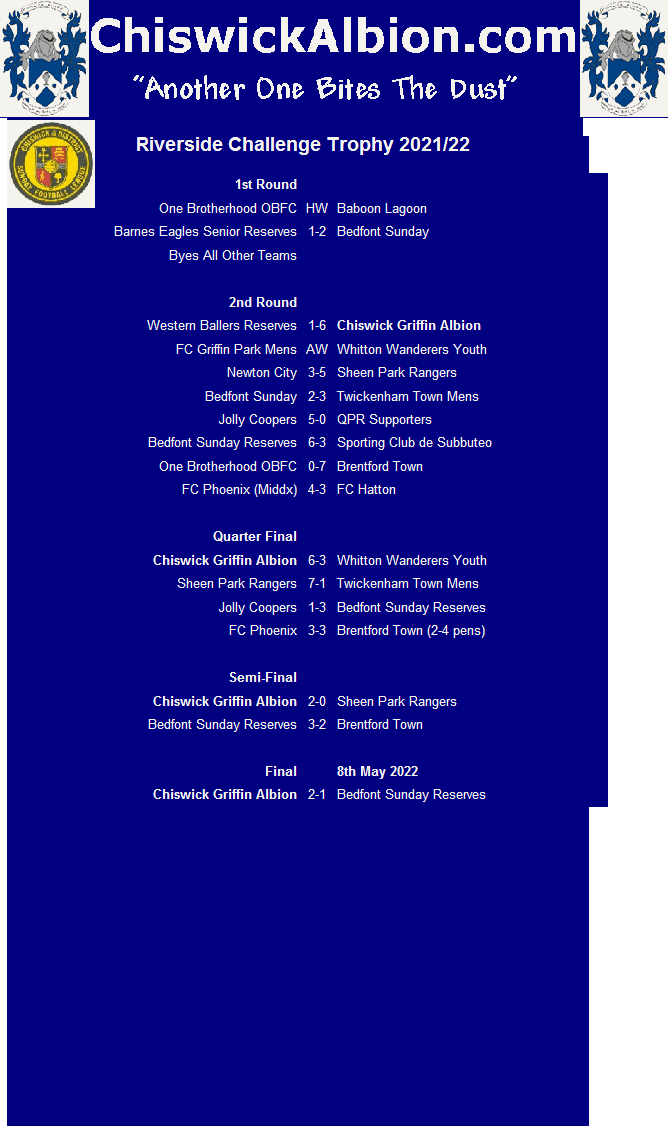 ChiswickAlbion.com
"Another One Bites The Dust"
CHISWICK & DISTRICT
SUNDAY FOOTBALL LEAGUE
Riverside Challenge Trophy 2021/22
1st Round
One Brotherhood OBFC HW Baboon Lagoon
Barnes Eagles Senior Reserves 1-2 Bedfont Sunday
Byes All Other Teams
2nd Round
Western Ballers Reserves 1-6 Chiswick Griffin Albion
FC Griffin Park Mens AW Whitton Wanderers Youth
Newton City 3-5 Sheen Park Rangers
Bedfont Sunday 2-3 Twickenham Town Mens
Jolly Coopers 5-0 QPR Supporters
Bedfont Sunday Reserves 6-3 Sporting Club de Subbuteo
One Brotherhood OBFC 0-7 Brentford Town
FC Phoenix (Middx) 4-3 FC Hatton
Quarter Final
Chiswick Griffin Albion 6-3 Whitton Wanderers Youth
Sheen Park Rangers 7-1 Twickenham Town Mens
Jolly Coopers 1-3 Bedfont Sunday Reserves
FC Phoenix 3-3 Brentford Town (2-4 pens)
Semi-Final
Chiswick Griffin Albion 2-0 Sheen Park Rangers
Bedfont Sunday Reserves 3-2 Brentford Town
Final 8th May 2022
Chiswick Griffin Albion 2-1 Bedfont Sunday Reserves